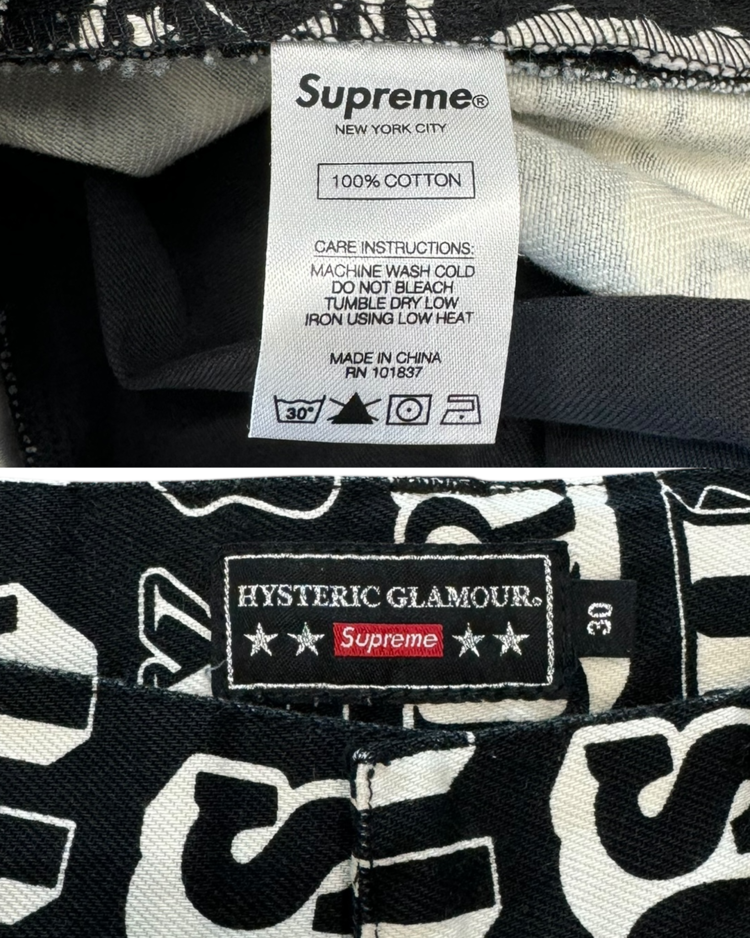 Supreme®
NEW YORK CITY
100% COTTON
CARE INSTRUCTIONS:
MACHINE WASH COLD
DO NOT BLEACH
TUMBLE DRY LOW
IRON USING LOW HEAT
MADE IN CHINA
RN 101837
30°
HYSTERIC GLAMOUR®
Supreme
30